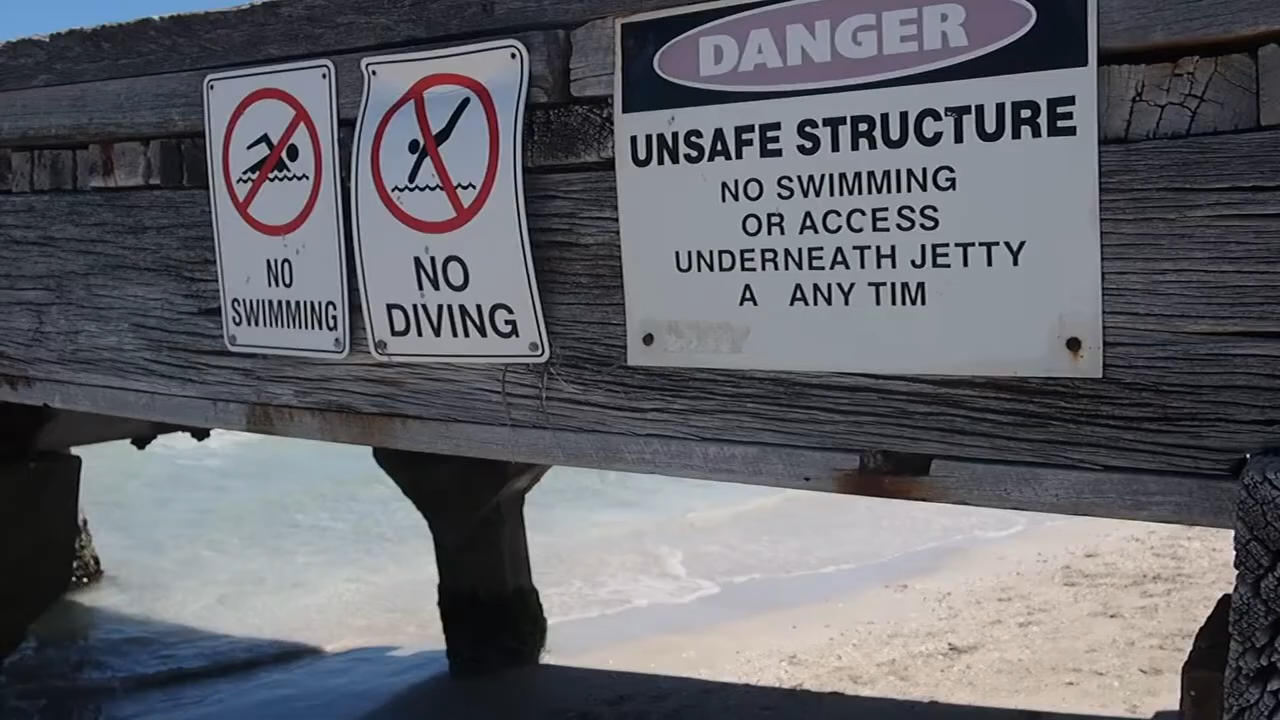 NO
SWIMMING
NO
DIVING
DANGER
UNSAFE STRUCTURE
NO SWIMMING
OR ACCESS
UNDERNEATH JETTY
A ANY TIM